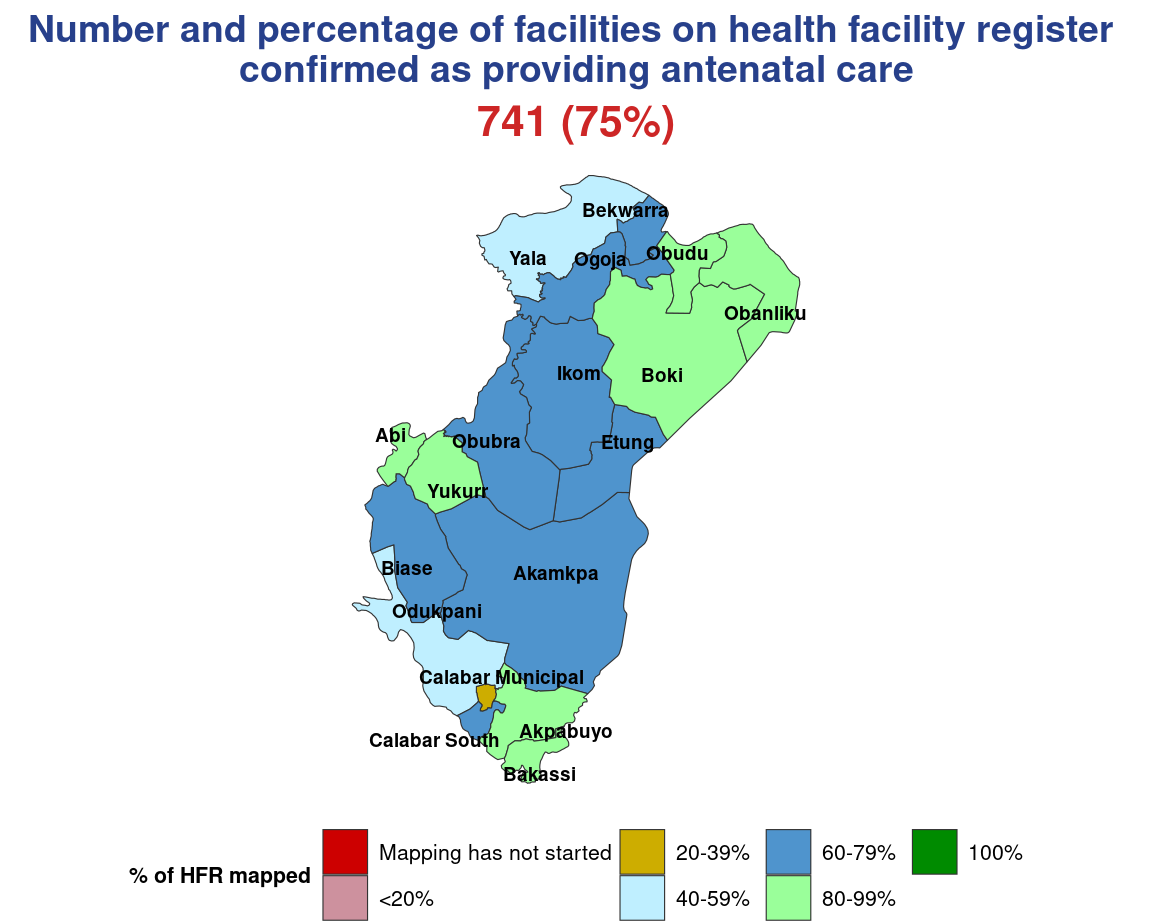 Number and percentage of facilities on health facility register
confirmed as providing antenatal care
741 (75%)
Bekwarra
Yala
Ogoja
Obudu
Obanliku
Ikom
Boki
Abi
Obubra
Etung
Yukurr
Biase
Akamkpa
Odukpani
Calabar Municipal
Akpabuyo
Calabar South
Bakassi
% of HFR mapped
Mapping has not started
<20%
20-39%
40-59%
60-79%
80-99%
100%